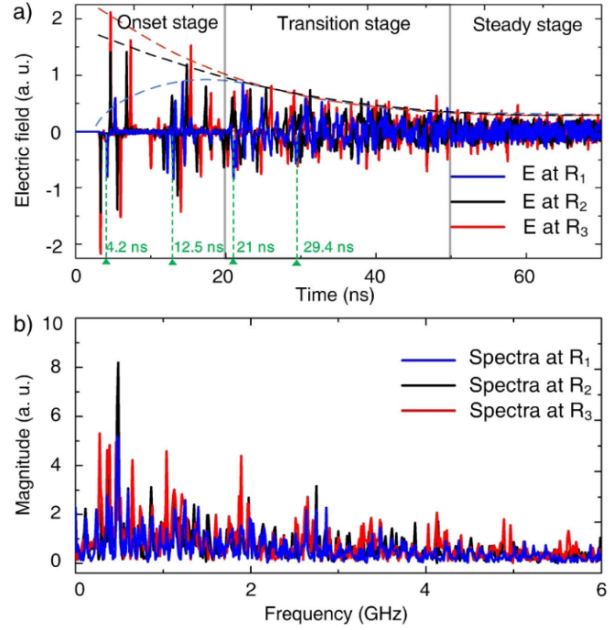 a)
Onset stage
Transition stage
Steady stage
2
1
0
-1
-2
Electric field (a. u.)
E at R1
E at R2
E at R3
4.2 ns
12.5 ns
21 ns
29.4 ns
0
20
40
60
Time (ns)
b)
10
8
6
4
2
0
Magnitude (a. u.)
Spectra at R1
Spectra at R2
Spectra at R3
0
2
4
6
Frequency (GHz)